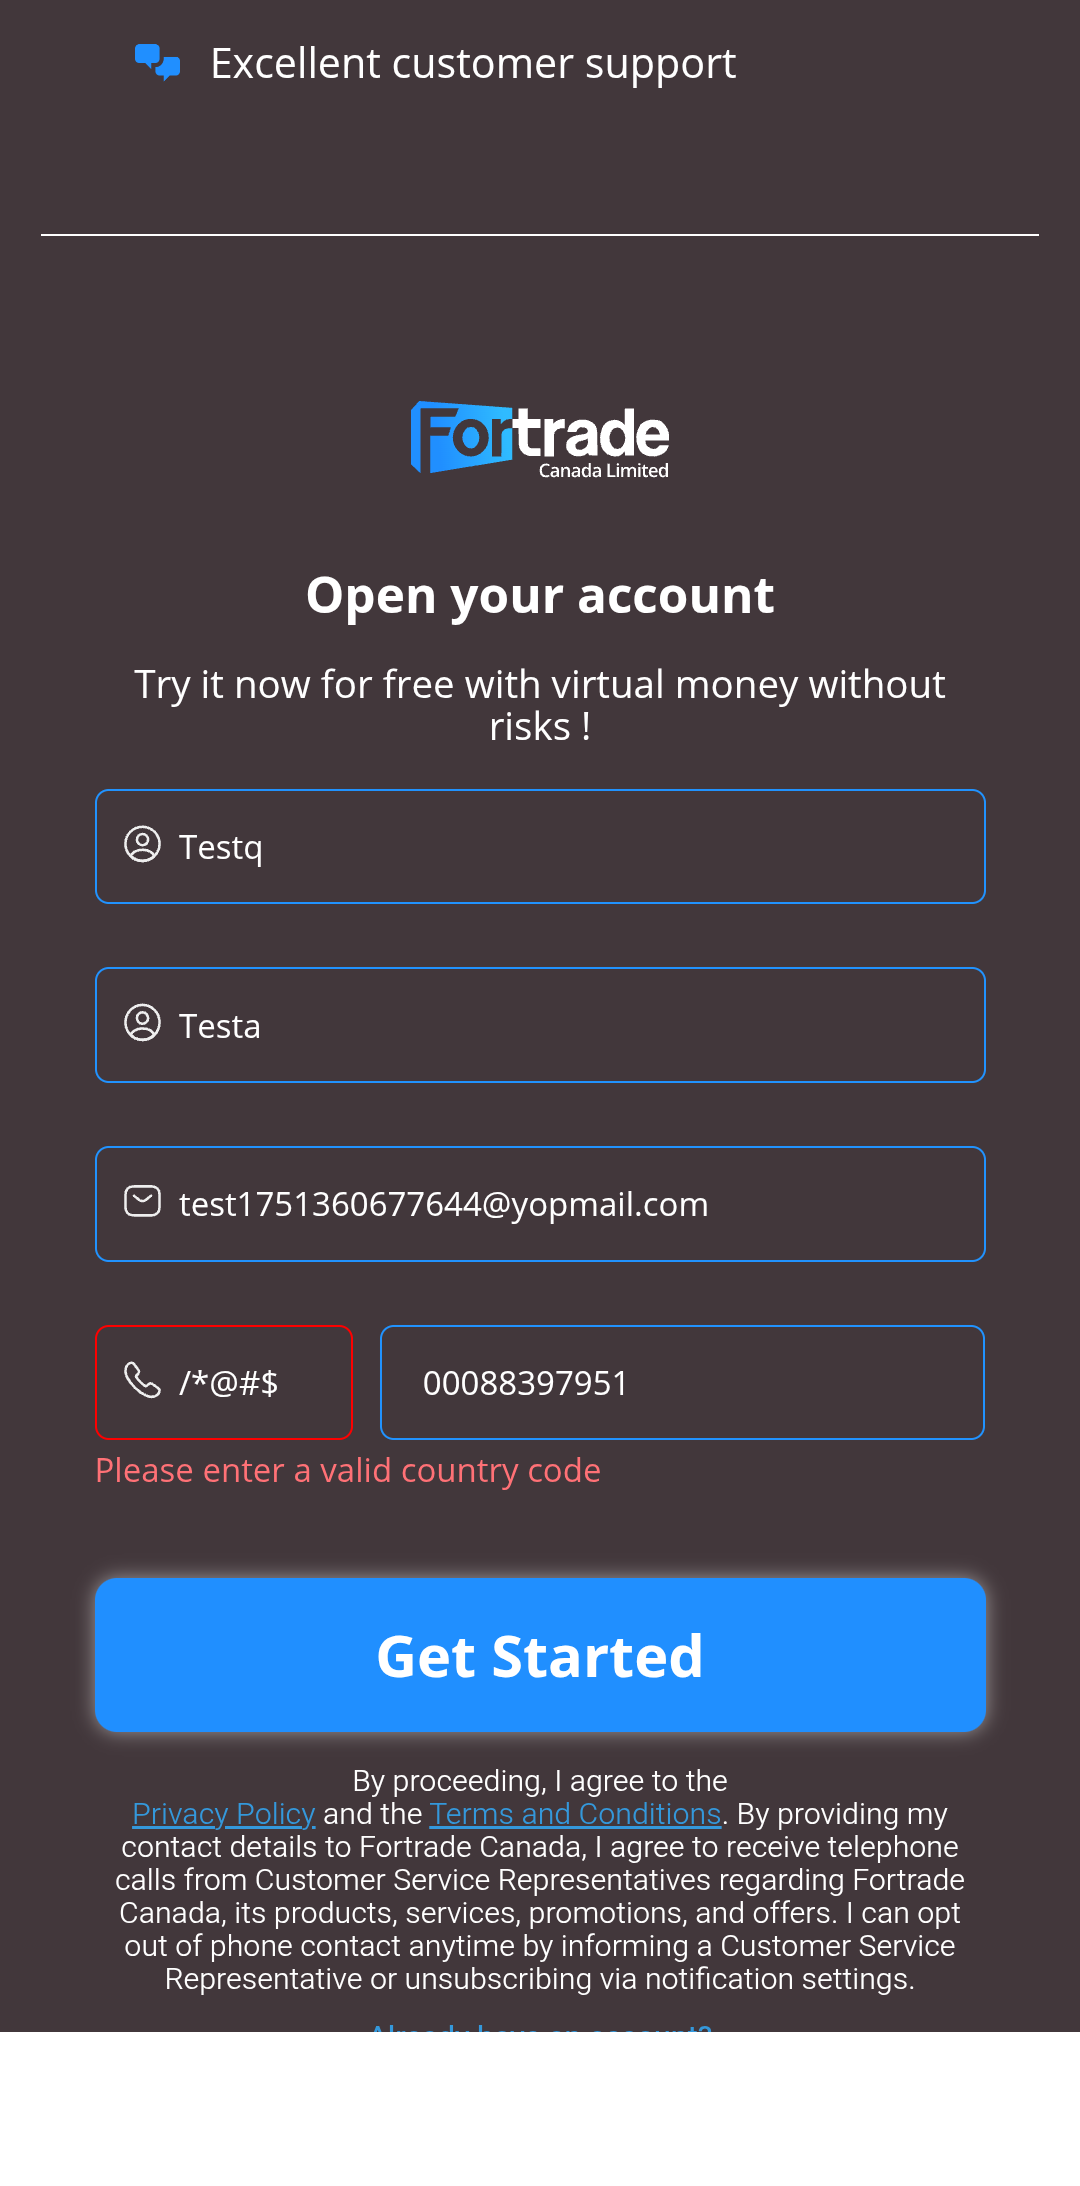 Excellent customer support
Fortrade
Canada Limited
Open your account
Try it now for free with virtual money without
risks !
Testq
Testa
test1751360677644@yopmail.com
/*@#$ 00088397951
Please enter a valid country code
Get Started
By proceeding, I agree to the
Privacy Policy and the Terms and Conditions. By providing my
contact details to Fortrade Canada, I agree to receive telephone
calls from Customer Service Representatives regarding Fortrade
Canada, its products, services, promotions, and offers. I can opt
out of phone contact anytime by informing a Customer Service
Representative or unsubscribing via notification settings.
Already have an account?